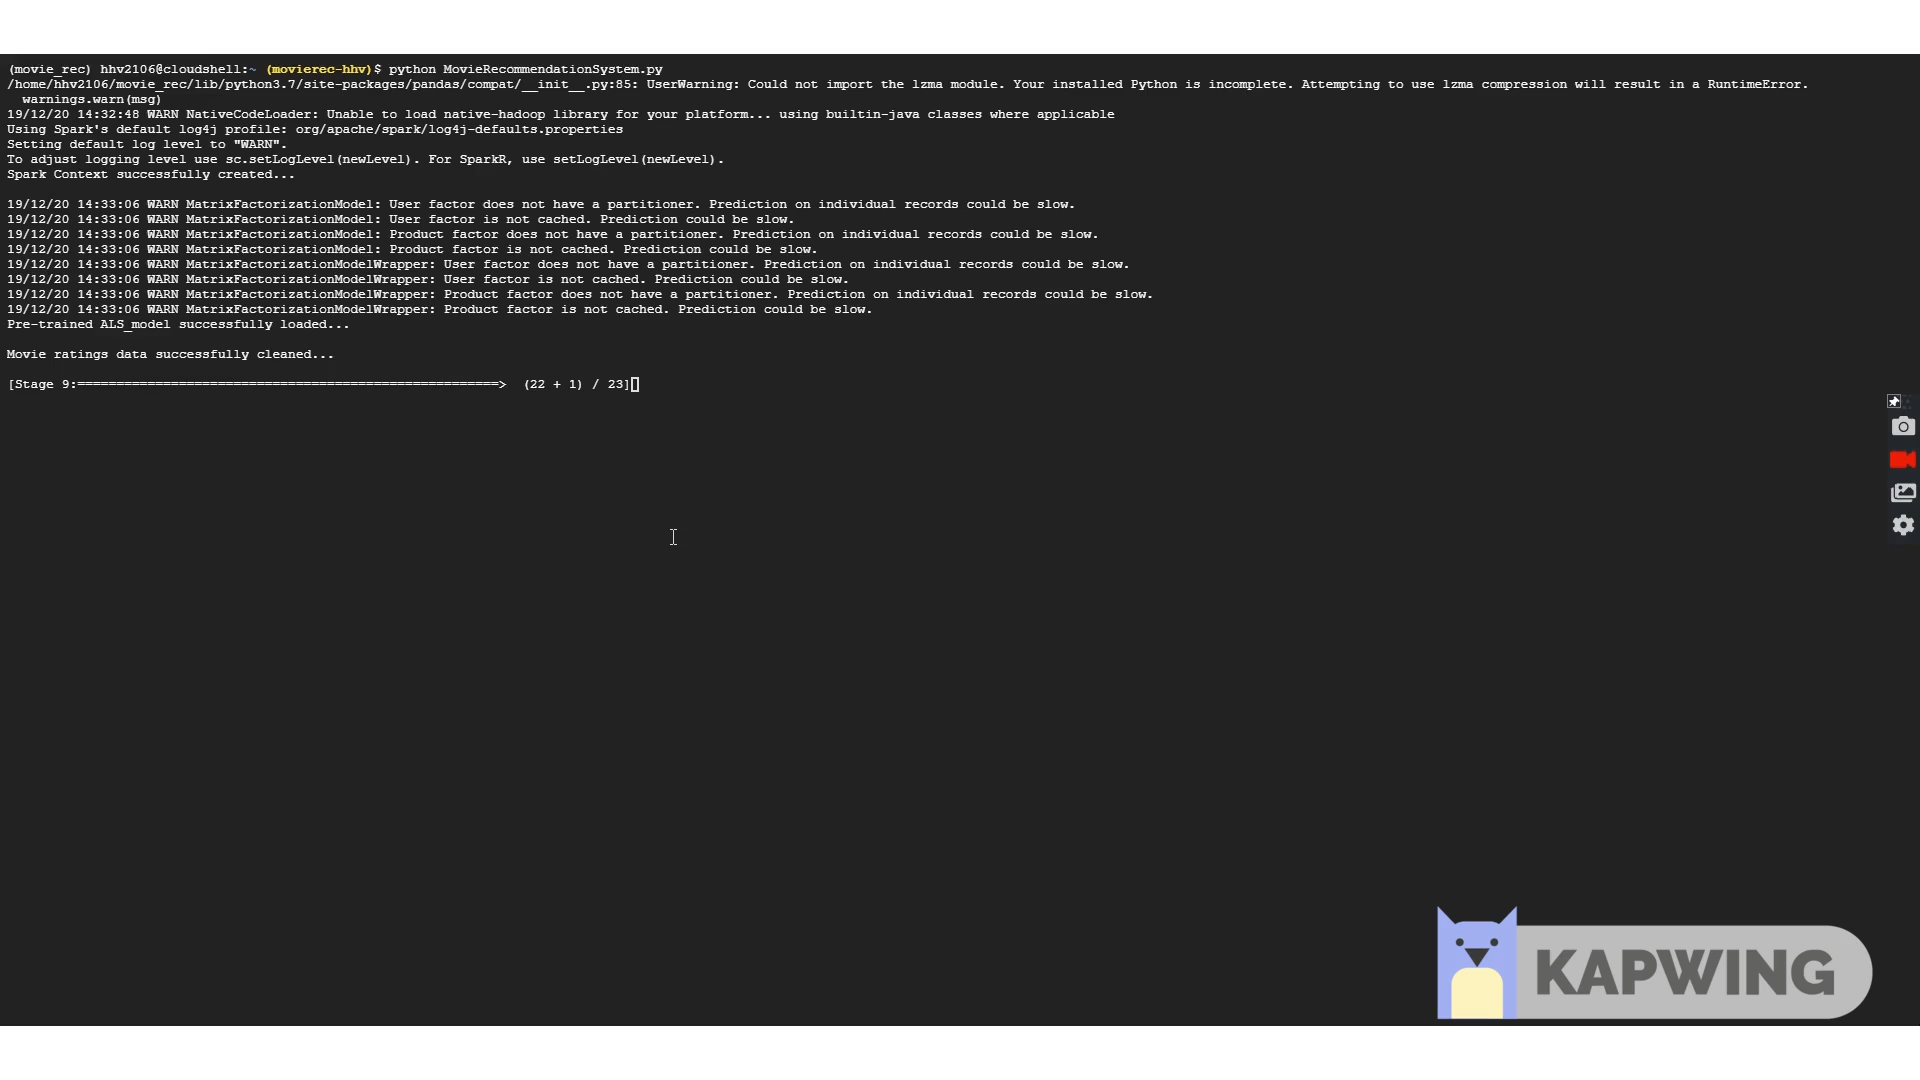 (movie_rec) hhv2106@cloudshell:~ (movierec-hhv)$ python MovieRecommendationSystem.py
/home/hhv2106/movie_rec/lib/python3.7/site-packages/pandas/compat/__init__.py:85: UserWarning: Could not import the lzma module. Your installed Python is incomplete. Attempting to use lzma compression will result in a RuntimeError.
  warnings.warn(msg)
19/12/20 14:32:48 WARN NativeCodeLoader: Unable to load native-hadoop library for your platform... using builtin-java classes where applicable
Using Spark's default log4j profile: org/apache/spark/log4j-defaults.properties
Setting default log level to "WARN".
To adjust logging level use sc.setLogLevel(newLevel). For SparkR, use setLogLevel(newLevel).
Spark Context successfully created...
19/12/20 14:33:06 WARN MatrixFactorizationModel: User factor does not have a partitioner. Prediction on individual records could be slow.
19/12/20 14:33:06 WARN MatrixFactorizationModel: User factor is not cached. Prediction could be slow.
19/12/20 14:33:06 WARN MatrixFactorizationModel: Product factor does not have a partitioner. Prediction on individual records could be slow.
19/12/20 14:33:06 WARN MatrixFactorizationModel: Product factor is not cached. Prediction could be slow.
19/12/20 14:33:06 WARN MatrixFactorizationModelWrapper: User factor does not have a partitioner. Prediction on individual records could be slow.
19/12/20 14:33:06 WARN MatrixFactorizationModelWrapper: User factor is not cached. Prediction could be slow.
19/12/20 14:33:06 WARN MatrixFactorizationModelWrapper: Product factor does not have a partitioner. Prediction on individual records could be slow.
19/12/20 14:33:06 WARN MatrixFactorizationModelWrapper: Product factor is not cached. Prediction could be slow.
Pre-trained ALS_model successfully loaded...
Movie ratings data successfully cleaned...
[Stage 9:======================================================>  (22 + 1) / 23]
KAPWING